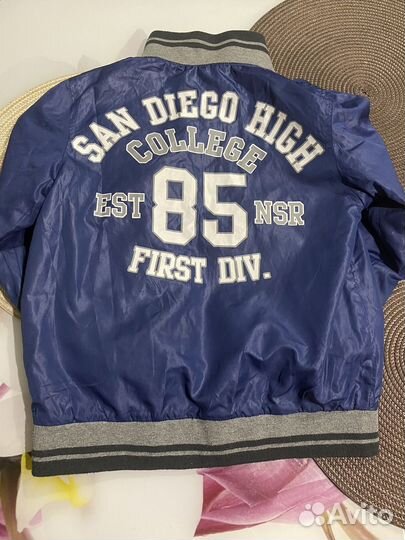 SAN DIEGO HIGH
COLLEGE
EST 85 NSR
FIRST DIV.
Avito